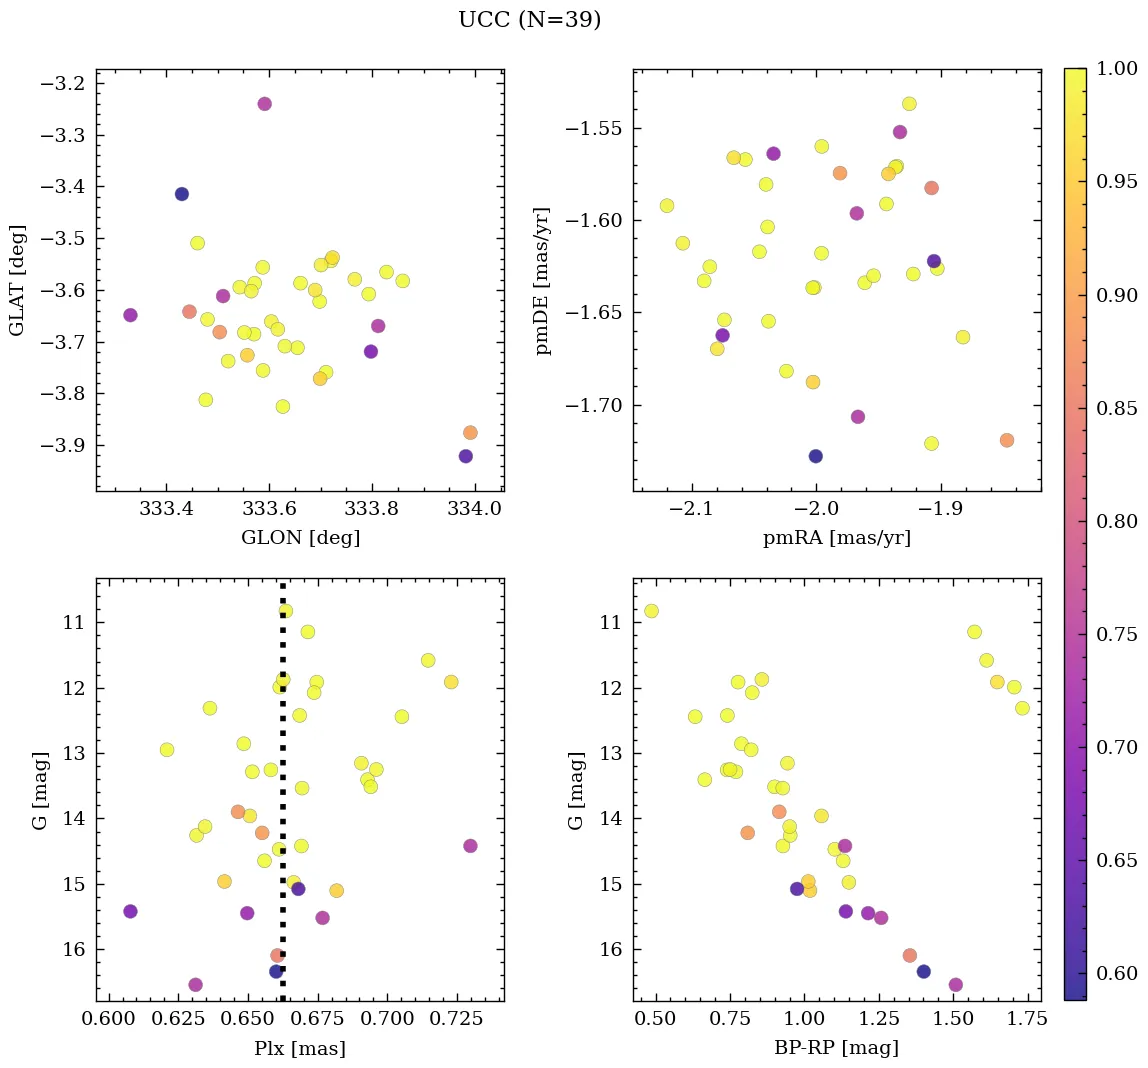 UCC (N=39)
−3.2
−3.3
−3.4
−3.5
−3.6
−3.7
−3.8
−3.9
GLAT [deg]
333.4 333.6 333.8 334.0
GLON [deg]
−1.55
−1.60
−1.65
−1.70
pmDE [mas/yr]
−2.1 −2.0 −1.9
pmRA [mas/yr]
11
12
13
14
15
16
G [mag]
0.600 0.625 0.650 0.675 0.700 0.725
Plx [mas]
11
12
13
14
15
16
G [mag]
0.50 0.75 1.00 1.25 1.50 1.75
BP-RP [mag]
1.00
0.95
0.90
0.85
0.80
0.75
0.70
0.65
0.60